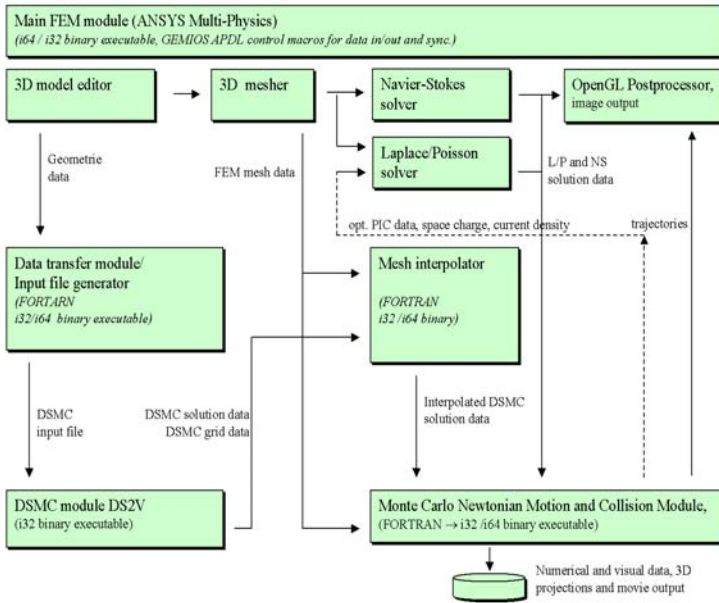 Main FEM module (ANSYS Multi-Physics)
(i64 / i32 binary executable, GEMIOS APDL control macros for data in/out and sync.)
3D model editor
3D mesher
Navier-Stokes
solver
OpenGL Postprocessor,
image output
Laplace/Poisson
solver
Geometrie
data
FEM mesh data
L/P and NS
solution data
opt. PIC data, space charge, current density
trajectories
Data transfer module/
Input file generator
(FORTARN
i32/i64 binary executable)
Mesh interpolator
(FORTRAN
i32 /i64 binary)
DSMC
input file
DSMC solution data
DSMC grid data
Interpolated DSMC
solution data
DSMC module DS2V
(i32 binary executable)
Monte Carlo Newtonian Motion and Collision Module,
(FORTRAN → i32 /i64 binary executable)
Numerical and visual data, 3D
projections and movie output